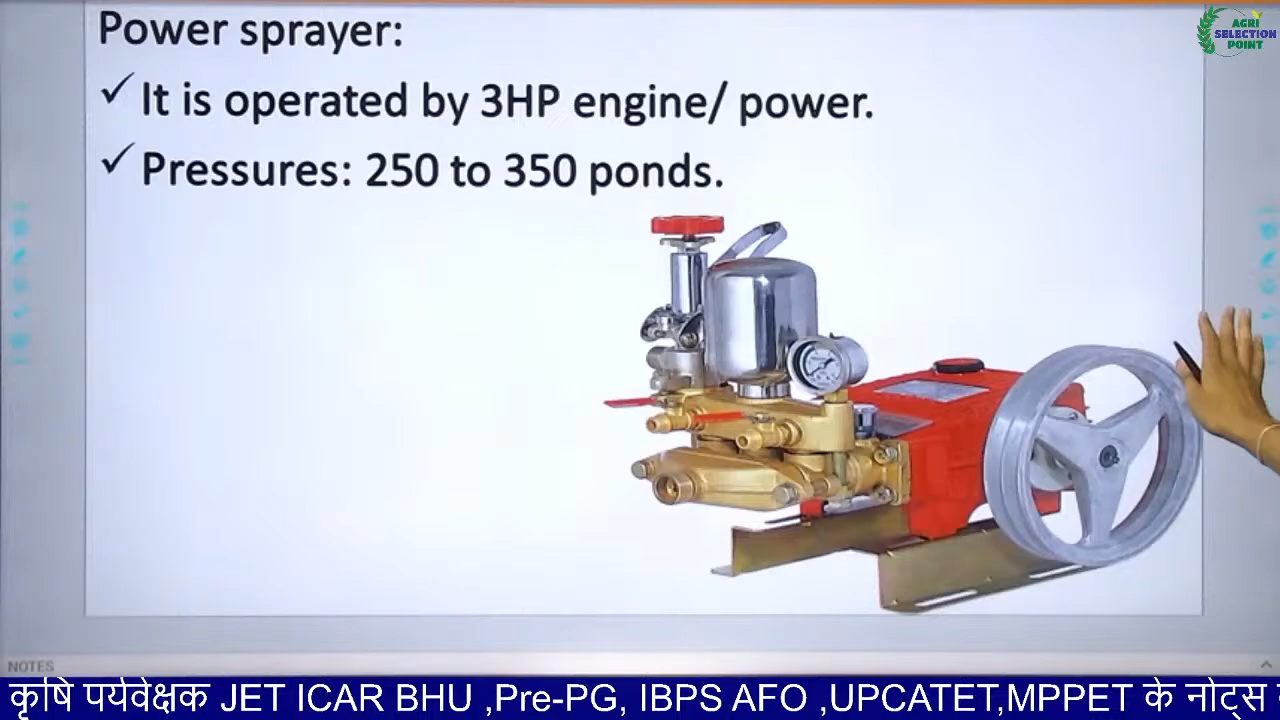 Power sprayer:
✓ It is operated by 3HP engine/ power.
✓ Pressures: 250 to 350 ponds.
AGRI
SELECTION
POINT
NOTES
कृषि पर्यवेक्षक JET ICAR BHU ,Pre-PG, IBPS AFO ,UPCATET,MPPET के नोट्स